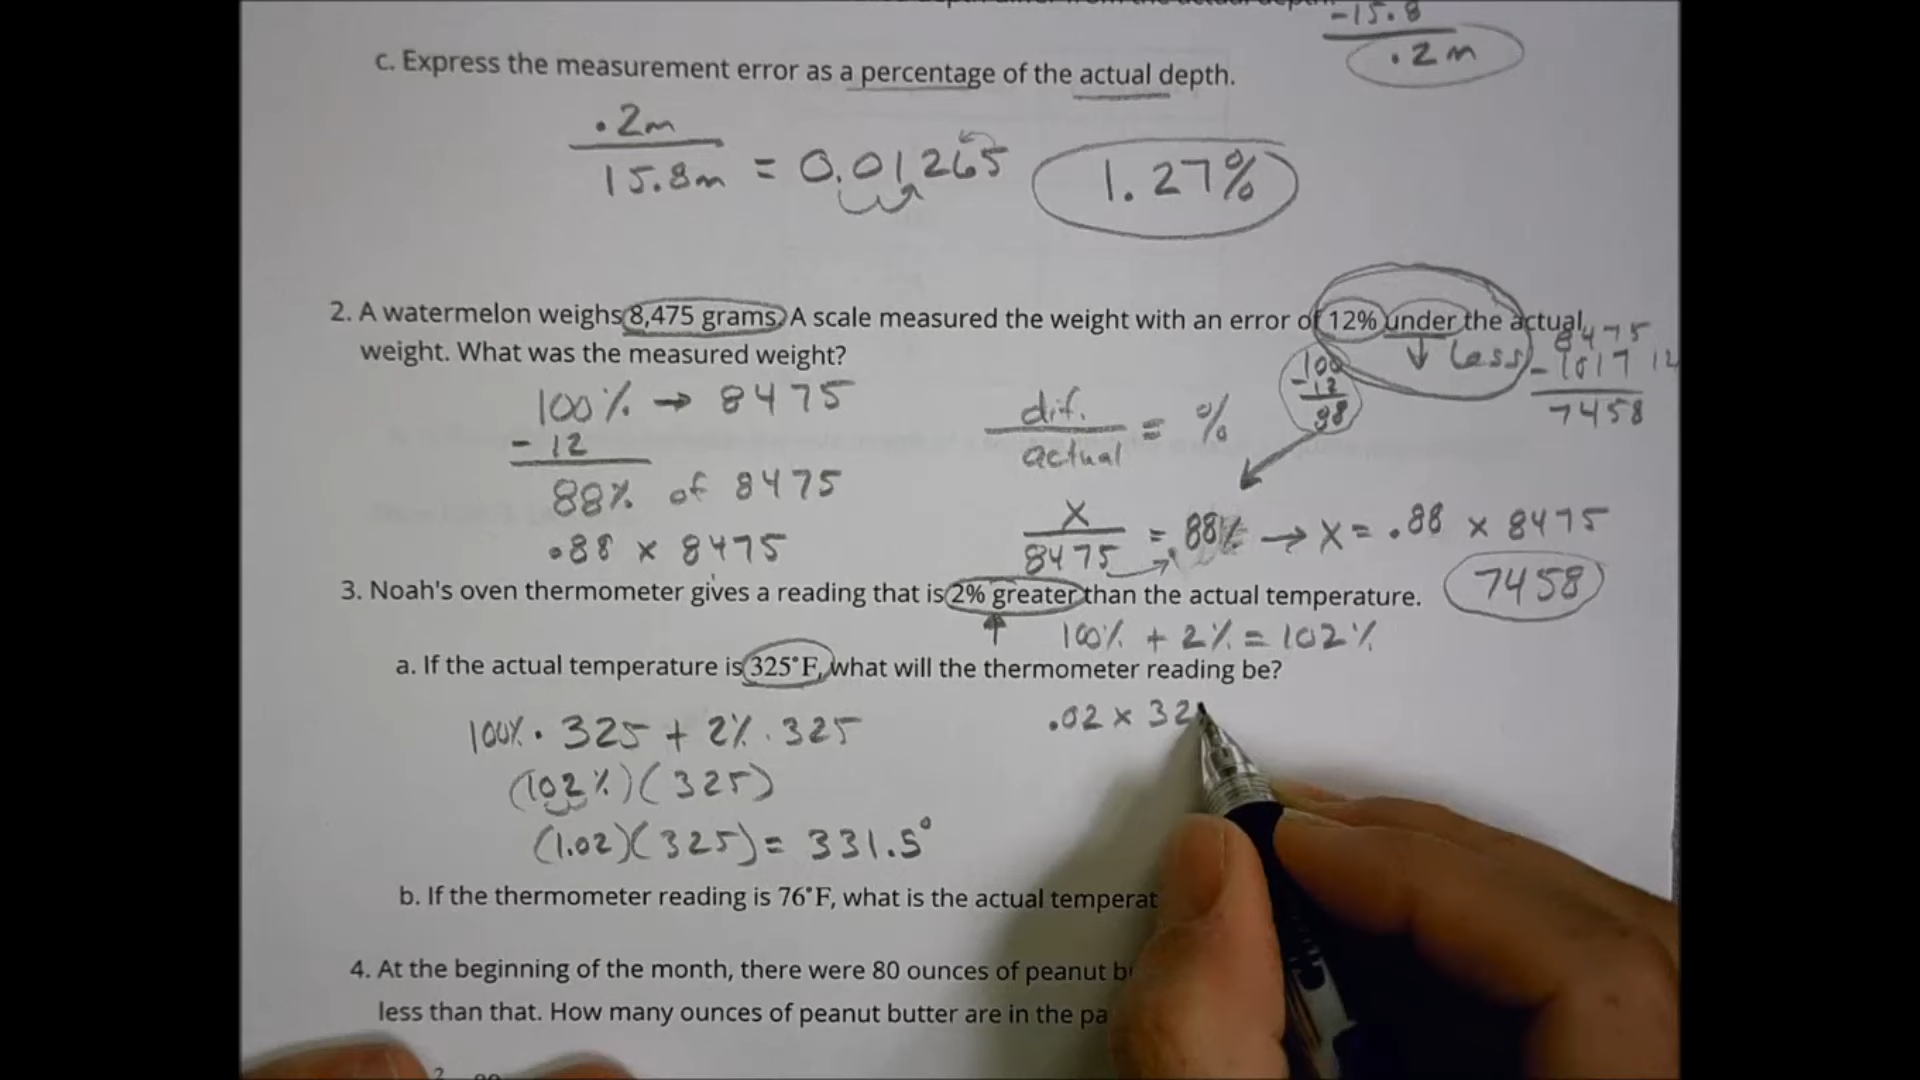 -15.8
.2m
c. Express the measurement error as a percentage of the actual depth.
.2m
15.8m
= 0.01265
1.27%
2. A watermelon weighs 8,475 grams. A scale measured the weight with an error of 12% under the actual
weight. What was the measured weight?
↓ less
8475
-1017
7458
100
-12
88
100% → 8475
-12
88% of 8475
.88 x 8475
dif.
actual
= %
x
8475
= .88% → x = .88 x 8475
7458
3. Noah's oven thermometer gives a reading that is 2% greater than the actual temperature.
↑ 100% + 2% = 102%
a. If the actual temperature is 325°F, what will the thermometer reading be?
100% · 325 + 2% · 325
(102%)(325)
(1.02)(325) = 331.5°
.02 x 32
b. If the thermometer reading is 76°F, what is the actual temperat
4. At the beginning of the month, there were 80 ounces of peanut b
less than that. How many ounces of peanut butter are in the pa